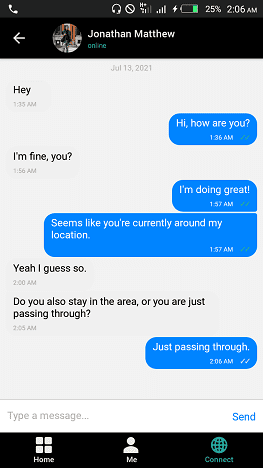 25% 2:06 AM
Jonathan Matthew
online
Jul 13, 2021
Hey
1:35 AM
Hi, how are you?
1:36 AM
I'm fine, you?
1:56 AM
I'm doing great!
1:57 AM
Seems like you're currently around my
location.
1:57 AM
Yeah I guess so.
2:00 AM
Do you also stay in the area, or you are just
passing through?
2:05 AM
Just passing through.
2:06 AM
Type a message...
Send
Home
Me
Connect